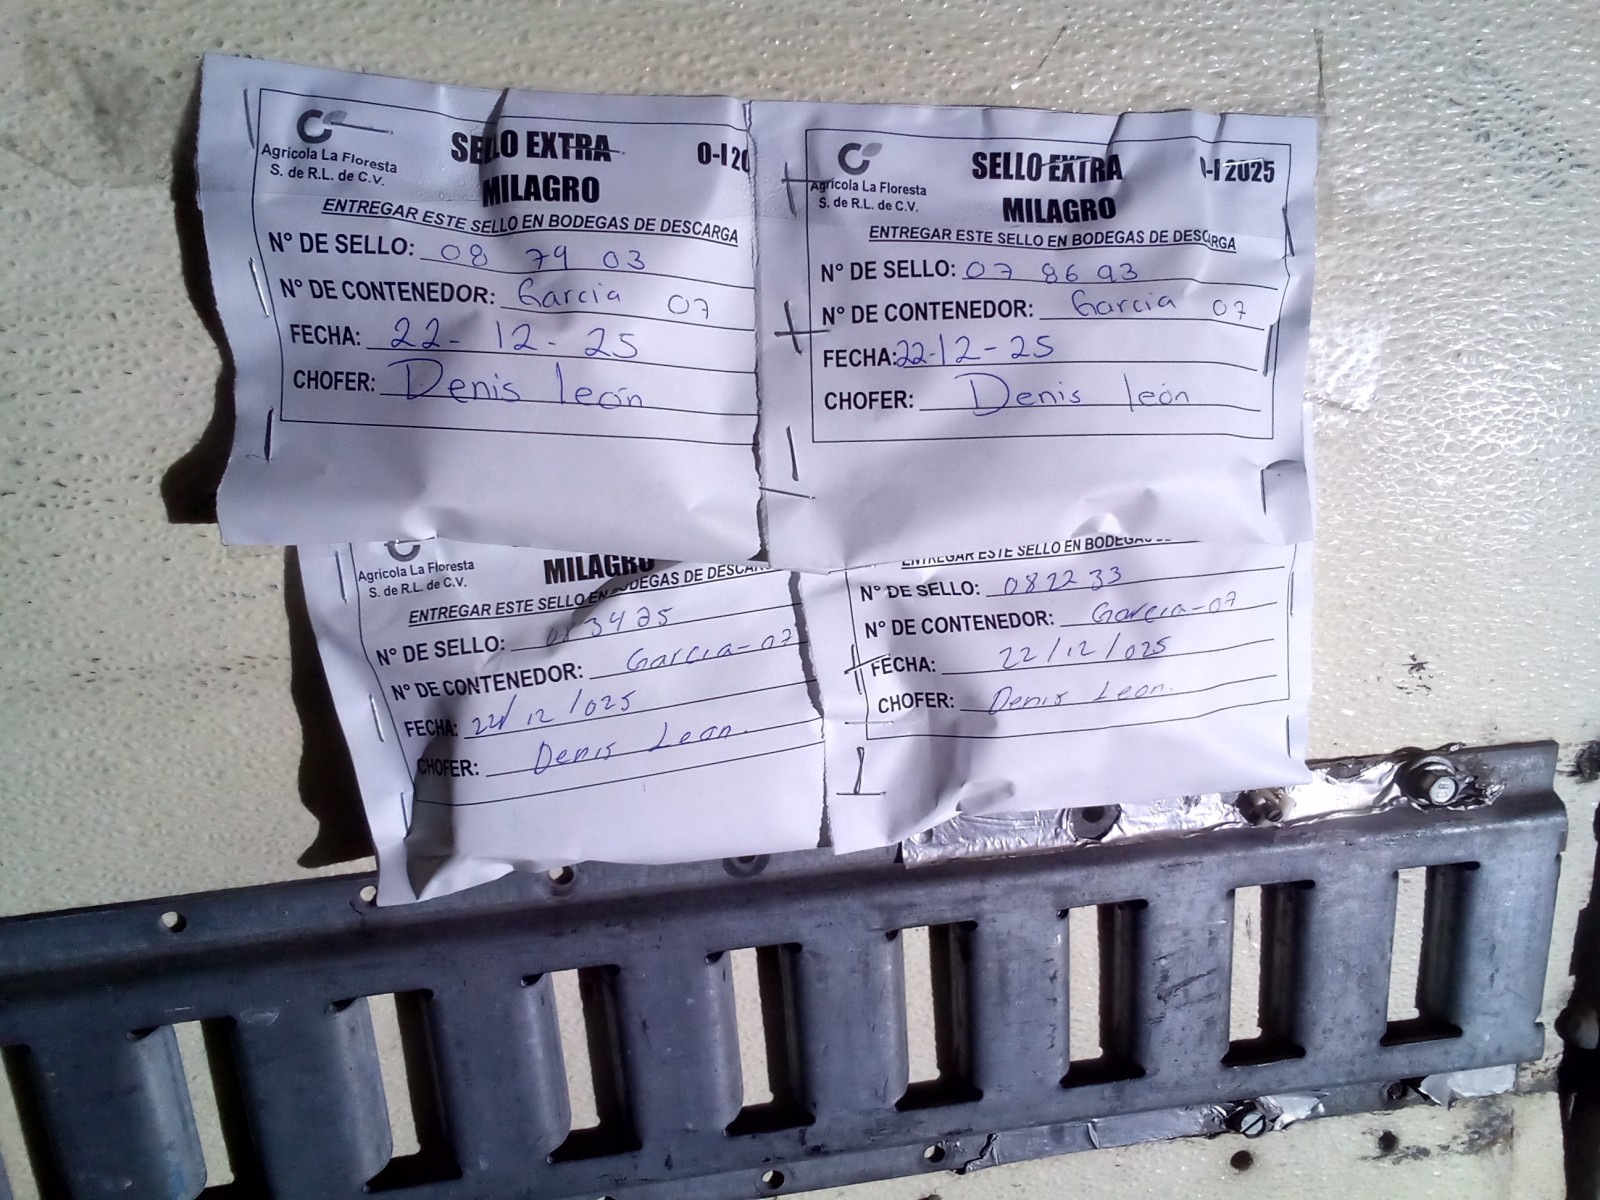 Agricola La Floresta
S. de R.L. de C.V.
SELLO EXTRA
MILAGRO
O-I 20
ENTREGAR ESTE SELLO EN BODEGAS DE DESCARGA
N° DE SELLO: 08 79 03
N° DE CONTENEDOR: Garcia 07
FECHA: 22-12-25
CHOFER: Denis león
Agricola La Floresta
S. de R.L. de C.V.
SELLO EXTRA
MILAGRO
-I 2025
ENTREGAR ESTE SELLO EN BODEGAS DE DESCARGA
N° DE SELLO: 07 86 93
N° DE CONTENEDOR: Garcia 07
FECHA: 22-12-25
CHOFER: Denis león
Agricola La Floresta
S. de R.L. de C.V.
MILAGRO
ENTREGAR ESTE SELLO EN BODEGAS DE DESCAR
N° DE SELLO: 083425
N° DE CONTENEDOR: Garcia-07
FECHA: 22/12/025
CHOFER: Denis Leon.
ENTREGAR ESTE SELLO EN BODEGAS DE
N° DE SELLO: 082233
N° DE CONTENEDOR: Garcia-07
FECHA: 22/12/025
CHOFER: Denis Leon.